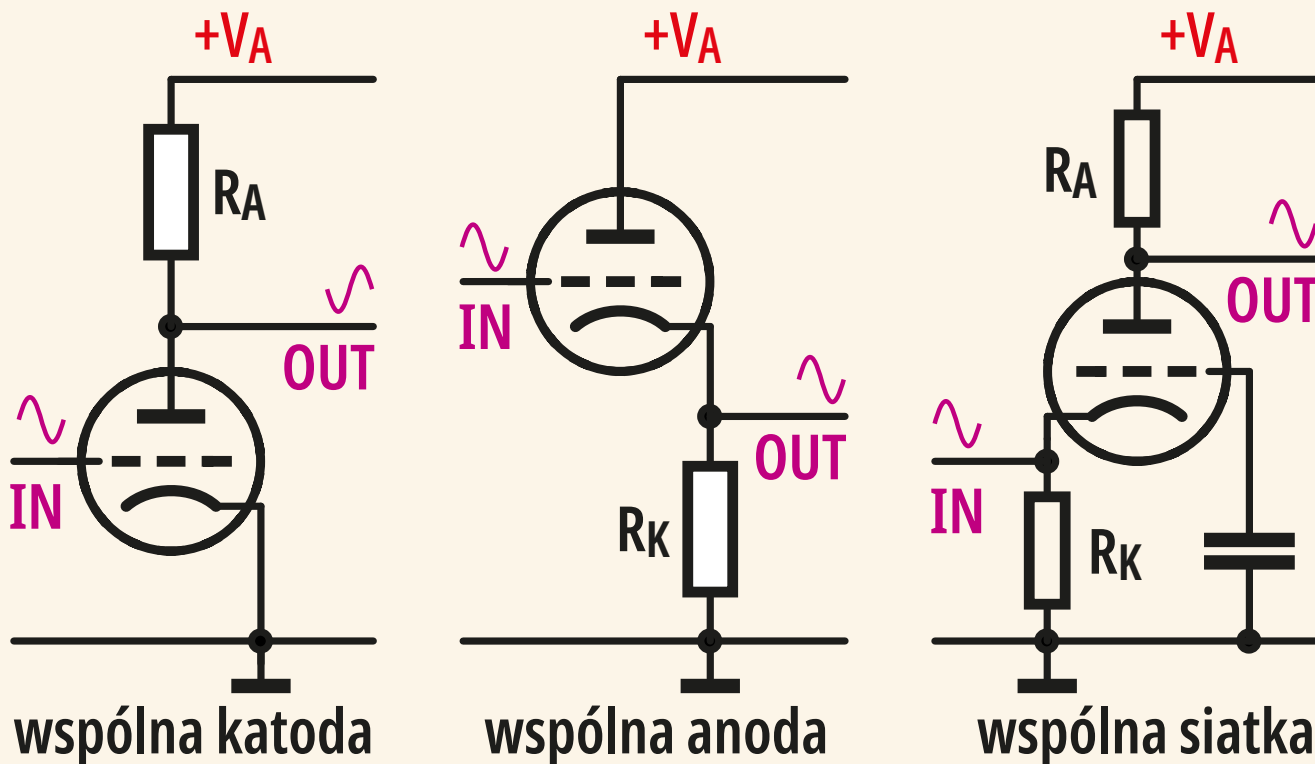 +VA
RA
OUT
IN
wspólna katoda
+VA
IN
OUT
RK
wspólna anoda
+VA
RA
OUT
IN
RK
wspólna siatka